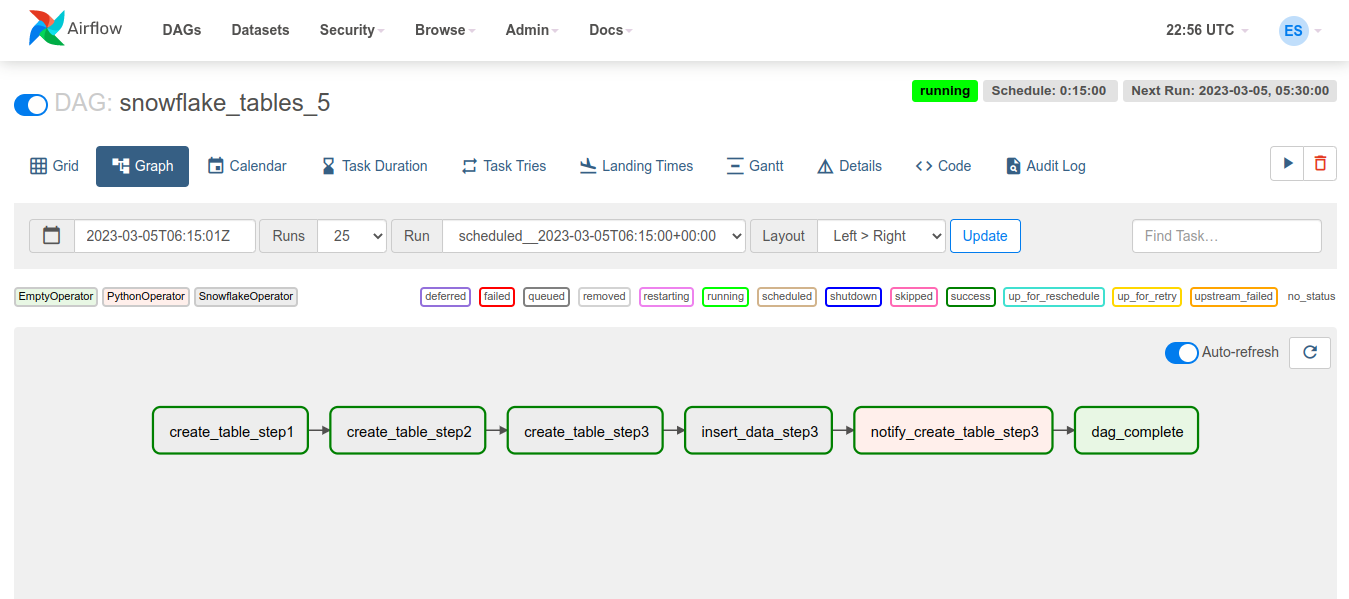 Airflow DAGs Datasets Security Browse Admin Docs 22:56 UTC ES
DAG: snowflake_tables_5 running Schedule: 0:15:00 Next Run: 2023-03-05, 05:30:00
Grid Graph Calendar Task Duration Task Tries Landing Times Gantt Details Code Audit Log
2023-03-05T06:15:01Z Runs 25 Run scheduled__2023-03-05T06:15:00+00:00 Layout Left > Right Update Find Task…
EmptyOperator PythonOperator SnowflakeOperator deferred failed queued removed restarting running scheduled shutdown skipped success up_for_reschedule up_for_retry upstream_failed no_status
Auto-refresh
create_table_step1 create_table_step2 create_table_step3 insert_data_step3 notify_create_table_step3 dag_complete